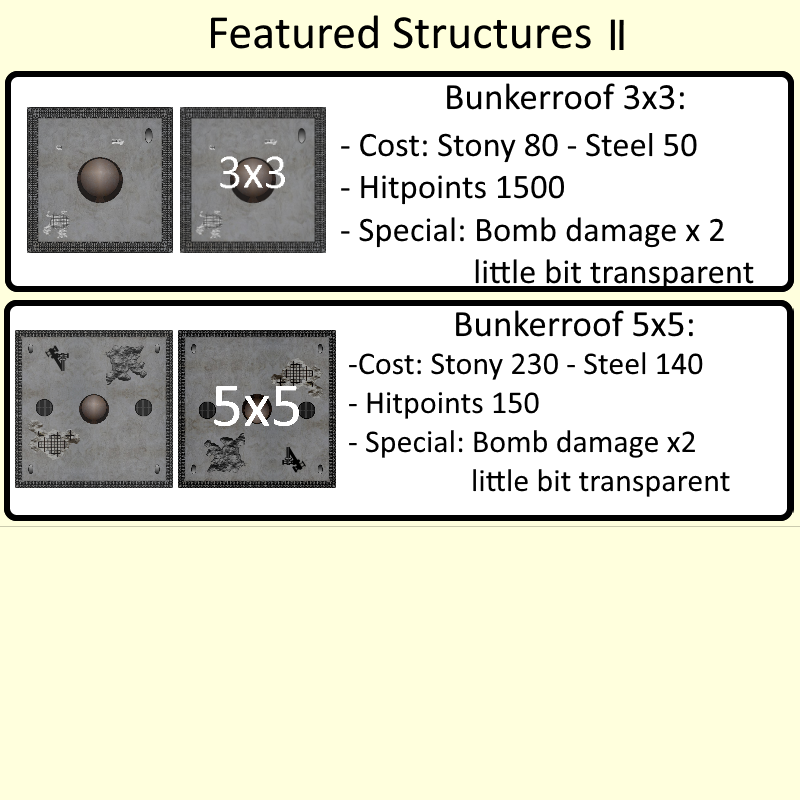 Featured Structures II
Bunkerroof 3x3:
3x3
- Cost: Stony 80 - Steel 50
- Hitpoints 1500
- Special: Bomb damage x 2
little bit transparent
Bunkerroof 5x5:
5x5
-Cost: Stony 230 - Steel 140
- Hitpoints 150
- Special: Bomb damage x2
little bit transparent